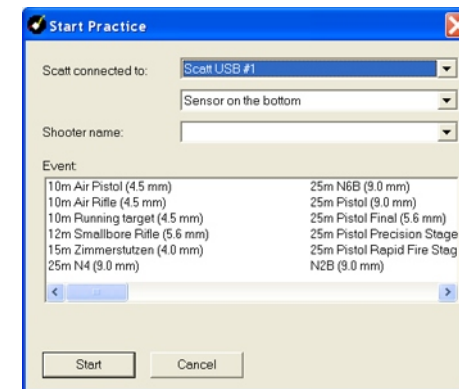 Start Practice
Scatt connected to:
Scatt USB #1
Sensor on the bottom
Shooter name:
Event:
10m Air Pistol (4.5 mm)
10m Air Rifle (4.5 mm)
10m Running target (4.5 mm)
12m Smallbore Rifle (5.6 mm)
15m Zimmerstutzen (4.0 mm)
25m N4 (9.0 mm)
25m N6B (9.0 mm)
25m Pistol (9.0 mm)
25m Pistol Final (5.6 mm)
25m Pistol Precision Stage
25m Pistol Rapid Fire Stag
N2B (9.0 mm)
Start
Cancel